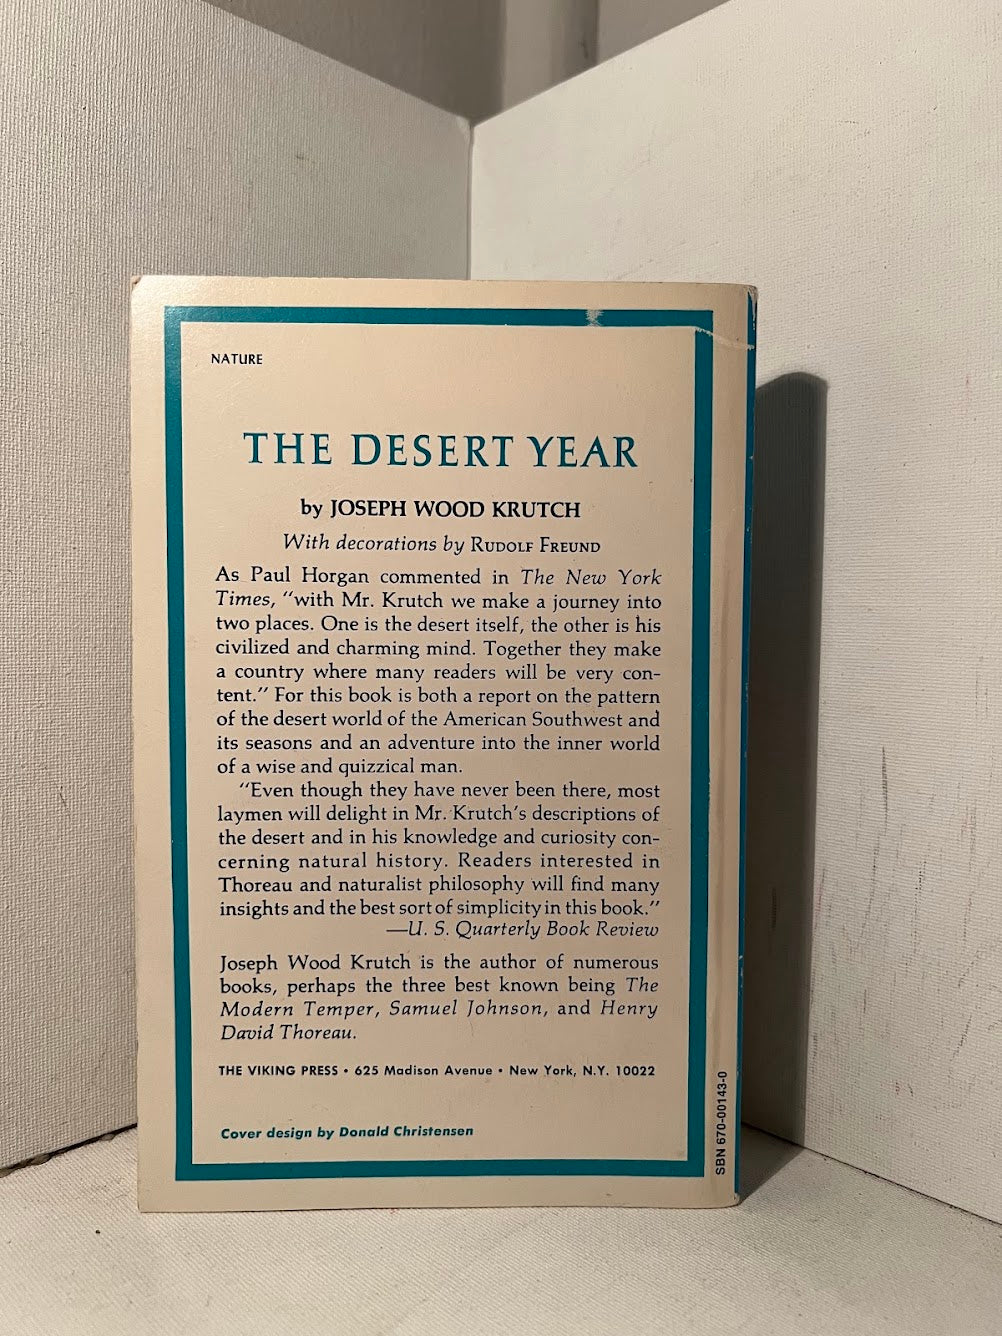 NATURE
THE DESERT YEAR
by JOSEPH WOOD KRUTCH
With decorations by RUDOLF FREUND
As Paul Horgan commented in The New York
Times, “with Mr. Krutch we make a journey into
two places. One is the desert itself, the other is his
civilized and charming mind. Together they make
a country where many readers will be very con-
tent.” For this book is both a report on the pattern
of the desert world of the American Southwest and
its seasons and an adventure into the inner world
of a wise and quizzical man.
“Even though they have never been there, most
laymen will delight in Mr. Krutch's descriptions of
the desert and in his knowledge and curiosity con-
cerning natural history. Readers interested in
Thoreau and naturalist philosophy will find many
insights and the best sort of simplicity in this book.”
—U. S. Quarterly Book Review
Joseph Wood Krutch is the author of numerous
books, perhaps the three best known being The
Modern Temper, Samuel Johnson, and Henry
David Thoreau.
THE VIKING PRESS • 625 Madison Avenue • New York, N.Y. 10022
Cover design by Donald Christensen
SBN 670-00143-0